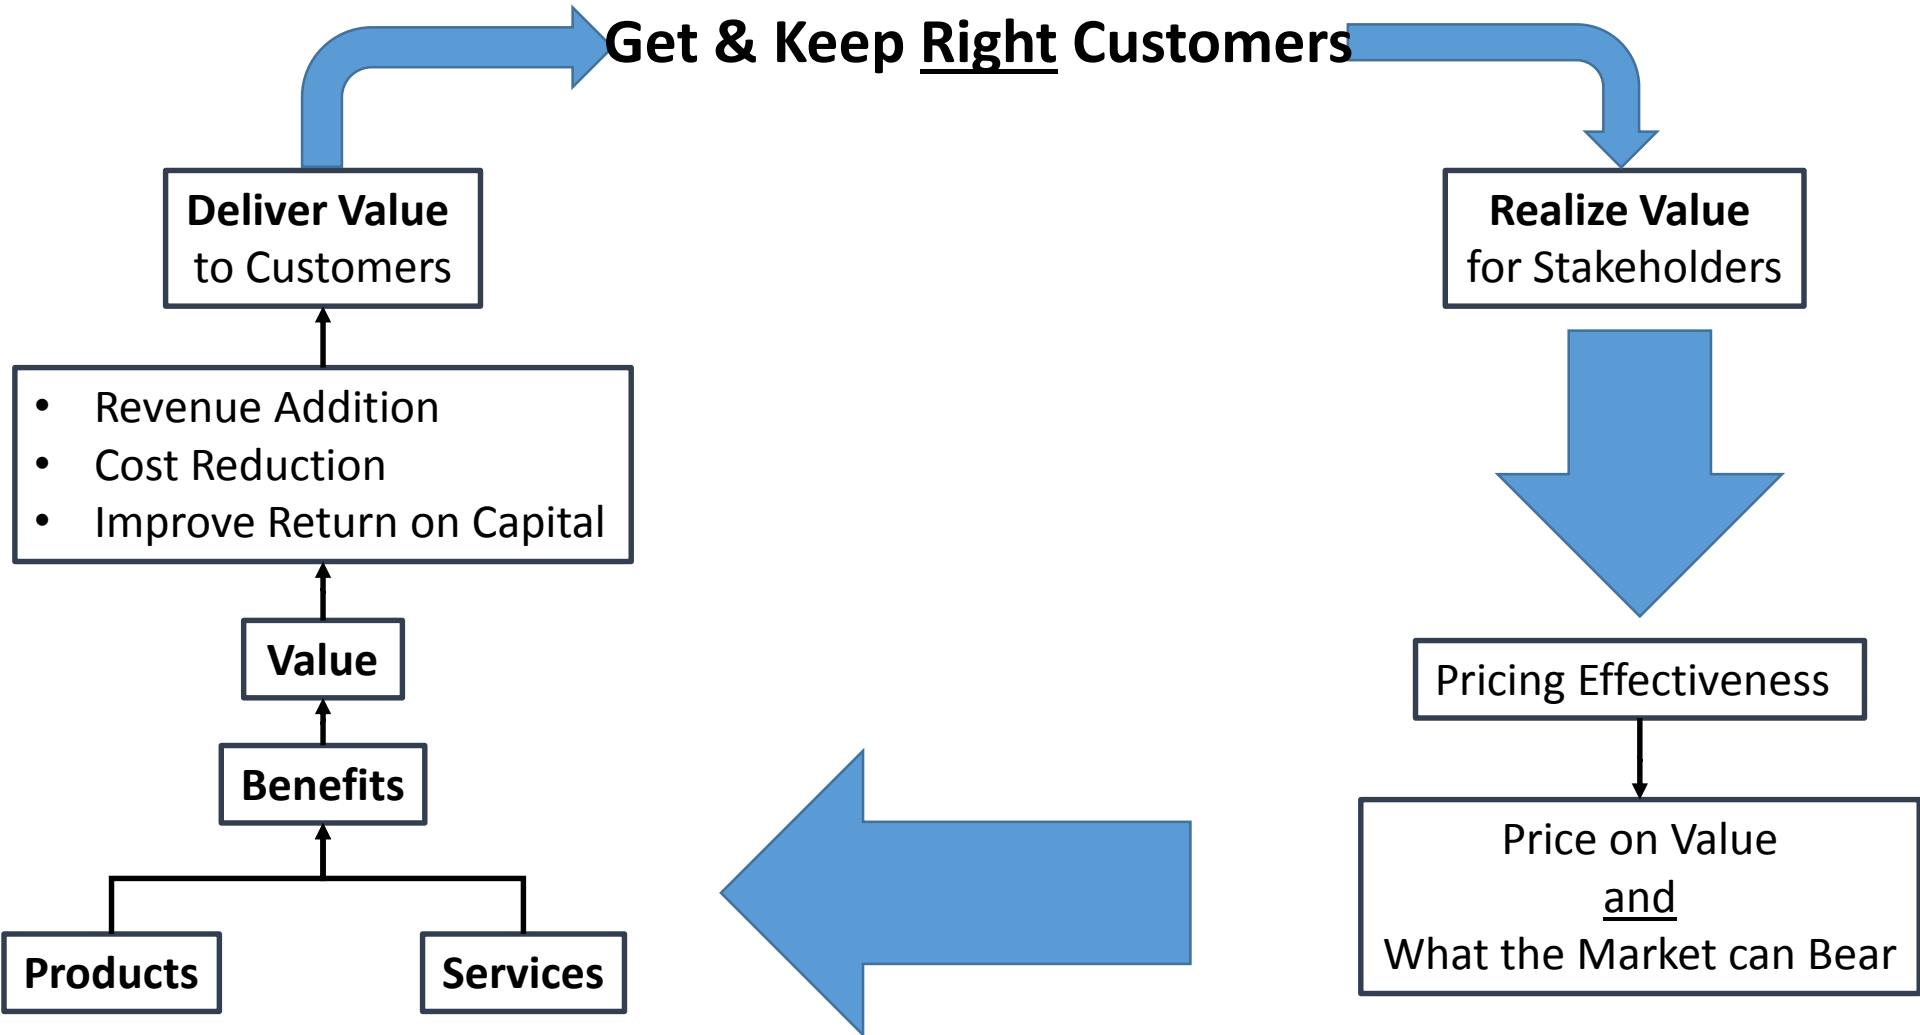 Get & Keep Right Customers
Deliver Value
to Customers
• Revenue Addition
• Cost Reduction
• Improve Return on Capital
Value
Benefits
Products
Services
Realize Value
for Stakeholders
Pricing Effectiveness
Price on Value
and
What the Market can Bear